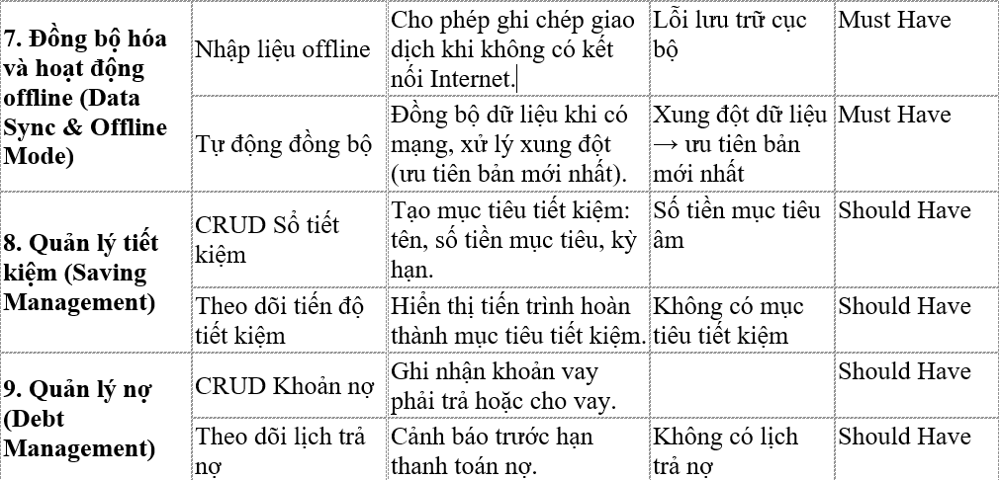 7. Đồng bộ hóa
và hoạt động
offline (Data
Sync & Offline
Mode)
Nhập liệu offline
Cho phép ghi chép giao
dịch khi không có kết
nối Internet.
Lỗi lưu trữ cục
bộ
Must Have
Tự động đồng bộ
Đồng bộ dữ liệu khi có
mạng, xử lý xung đột
(ưu tiên bản mới nhất).
Xung đột dữ liệu
→ ưu tiên bản
mới nhất
Must Have
8. Quản lý tiết
kiệm (Saving
Management)
CRUD Sổ tiết
kiệm
Tạo mục tiêu tiết kiệm:
tên, số tiền mục tiêu, kỳ
hạn.
Số tiền mục tiêu
âm
Should Have
Theo dõi tiến độ
tiết kiệm
Hiển thị tiến trình hoàn
thành mục tiêu tiết kiệm.
Không có mục
tiêu tiết kiệm
Should Have
9. Quản lý nợ
(Debt
Management)
CRUD Khoản nợ
Ghi nhận khoản vay
phải trả hoặc cho vay.
Should Have
Theo dõi lịch trả
nợ
Cảnh báo trước hạn
thanh toán nợ.
Không có lịch
trả nợ
Should Have